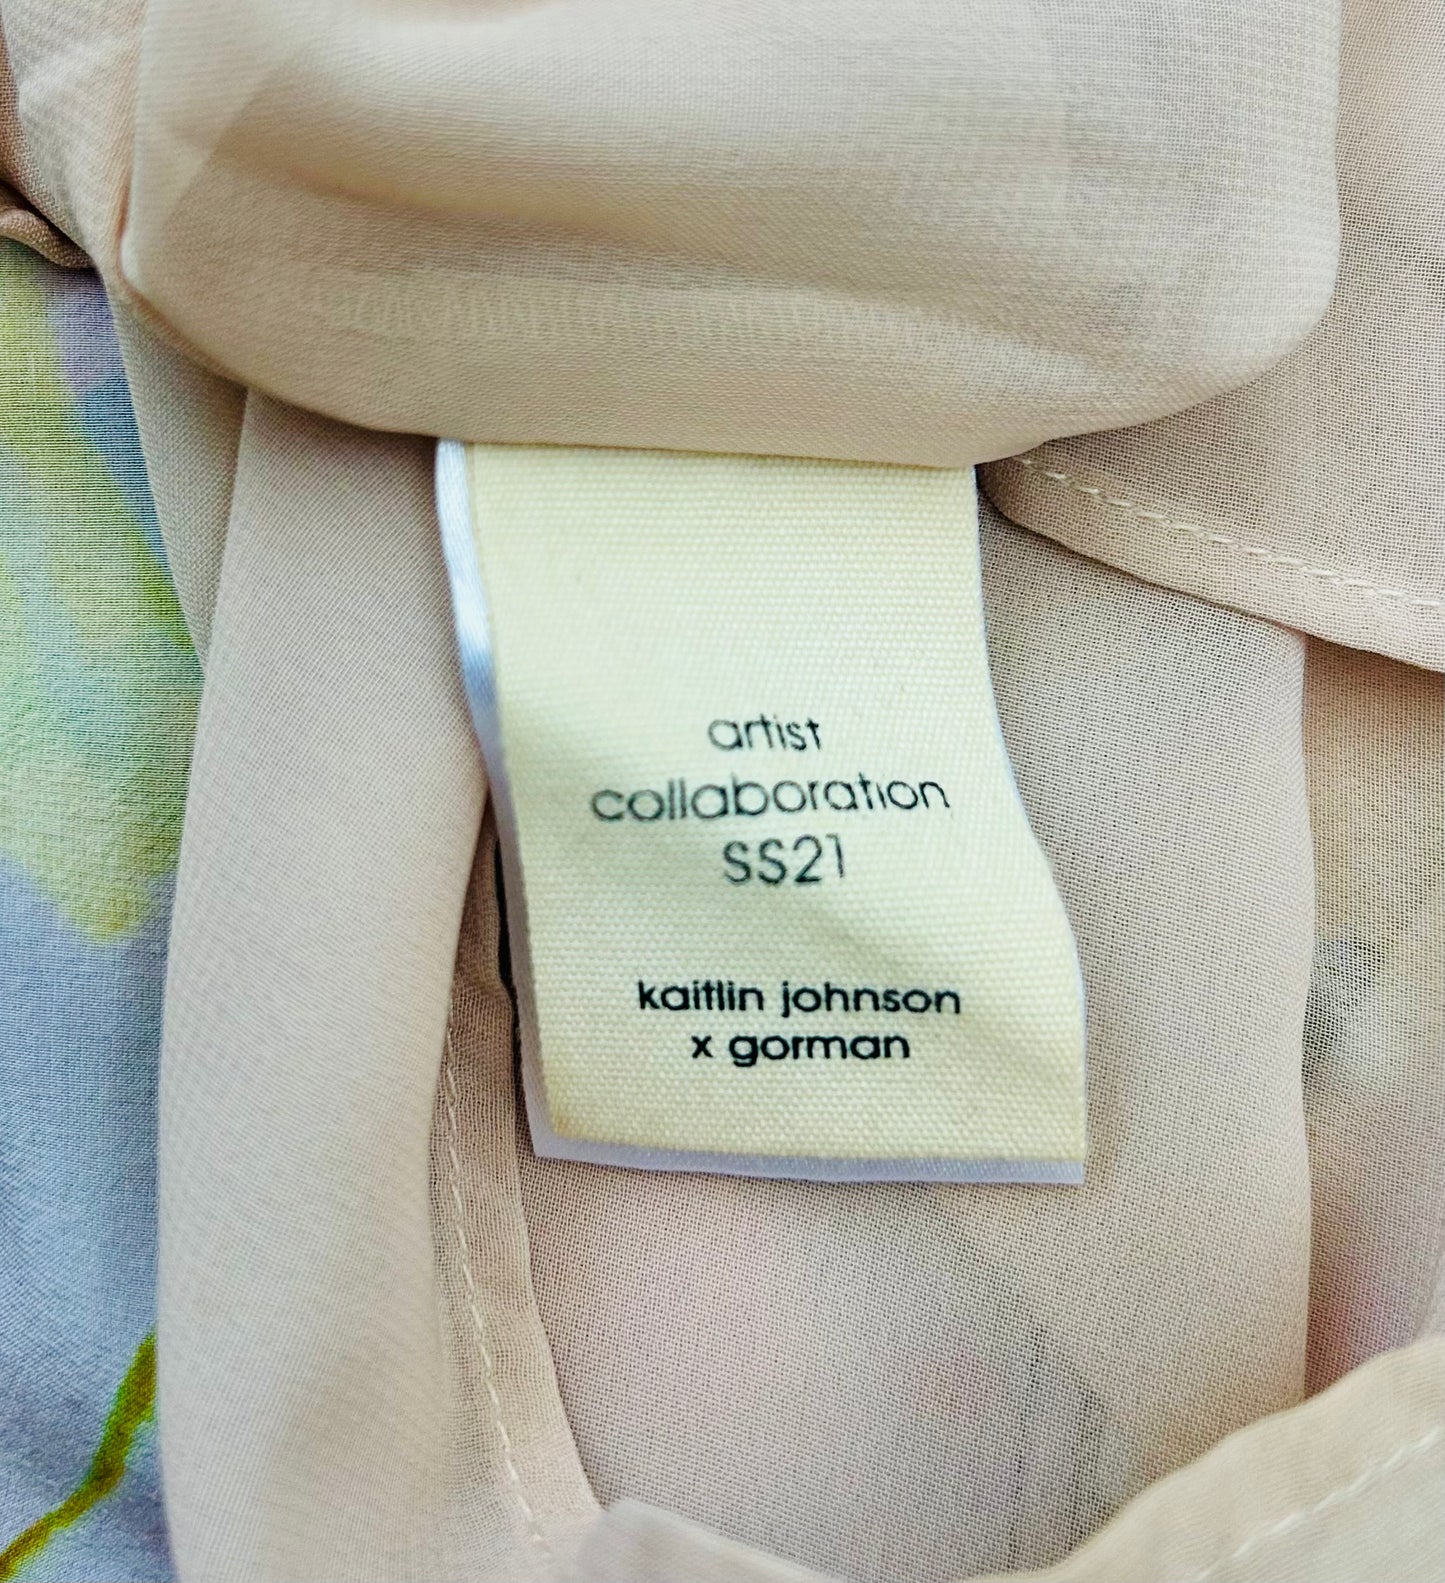 artist
collaboration
SS21
kaitlin johnson
x gorman